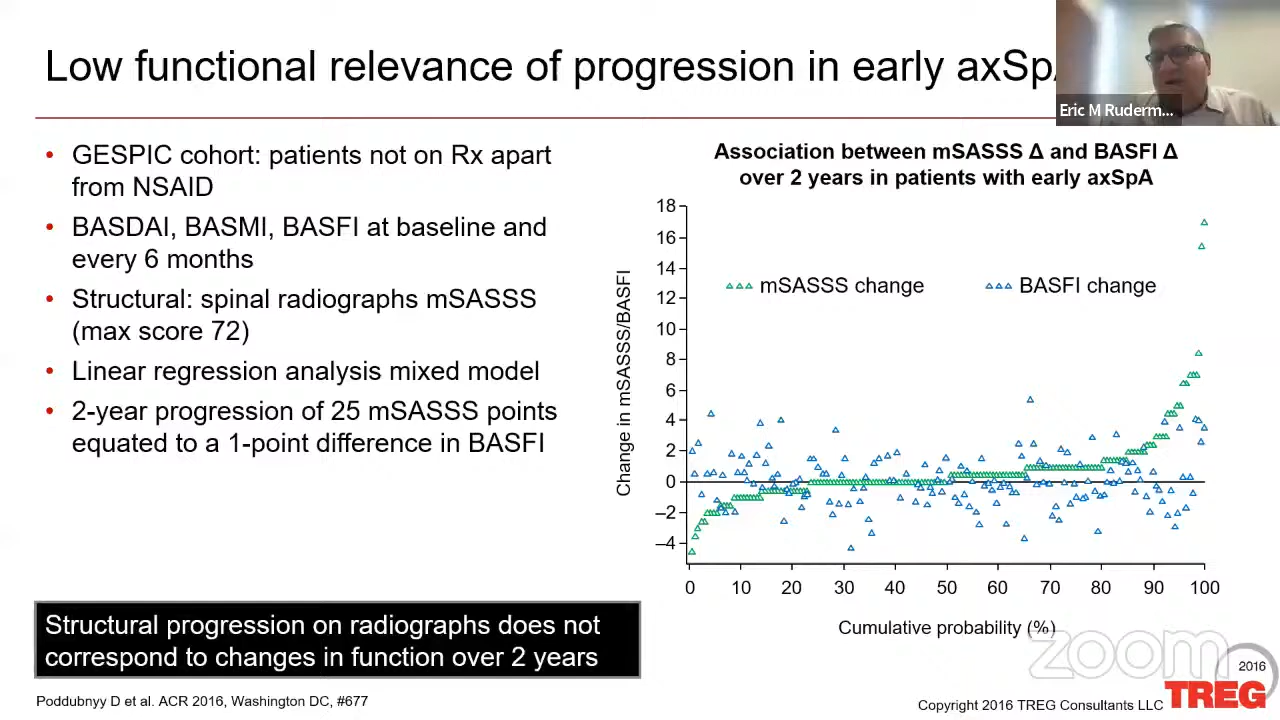 Low functional relevance of progression in early axSpA
Eric M Ruderm...
• GESPIC cohort: patients not on Rx apart
from NSAID
• BASDAI, BASMI, BASFI at baseline and
every 6 months
• Structural: spinal radiographs mSASSS
(max score 72)
• Linear regression analysis mixed model
• 2-year progression of 25 mSASSS points
equated to a 1-point difference in BASFI
Structural progression on radiographs does not
correspond to changes in function over 2 years
Association between mSASSS Δ and BASFI Δ
over 2 years in patients with early axSpA
mSASSS change
BASFI change
Change in mSASSS/BASFI
18
16
14
12
10
8
6
4
2
0
–2
–4
0 10 20 30 40 50 60 70 80 90 100
Cumulative probability (%)
zoom
2016
TREG
Poddubnyy D et al. ACR 2016, Washington DC, #677
Copyright 2016 TREG Consultants LLC